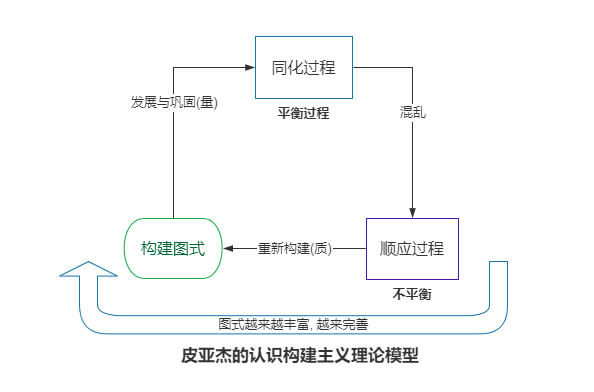 同化过程
平衡过程
发展与巩固(量)
混乱
构建图式
重新构建(质)
顺应过程
不平衡
图式越来越丰富, 越来完善
皮亚杰的认识构建主义理论模型